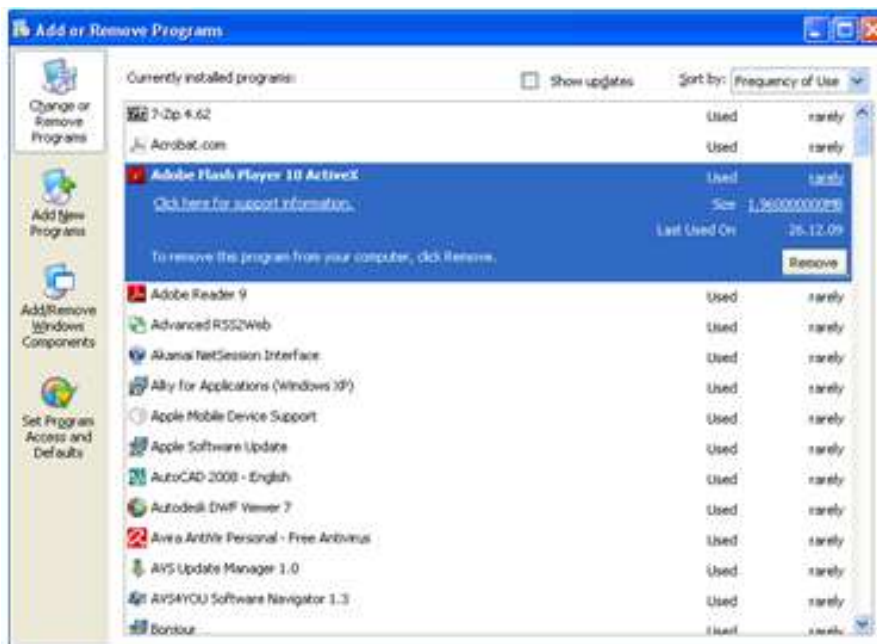 Add or Remove Programs
Change or
Remove
Programs
Add New
Programs
Add/Remove
Windows
Components
Set Program
Access and
Defaults
Currently installed programs: Show updates Sort by: Frequency of Use
7-Zip 4.62 Used rarely
Acrobat.com Used rarely
Adobe Flash Player 10 ActiveX Used rarely
Click here for support information. Size
Last Used On 26.12.09
To remove this program from your computer, click Remove. Remove
Adobe Reader 9 Used rarely
Advanced RSS2Web Used rarely
Akamai NetSession Interface Used rarely
for Applications (Windows XP) Used rarely
Apple Mobile Device Support Used rarely
Apple Software Update Used rarely
AutoCAD 2008 - English Used rarely
Autodesk DWF Viewer 7 Used rarely
Avira AntiVir Personal - Free Antivirus Used rarely
AVS Update Manager 1.0 Used rarely
AVS4YOU Software Navigator 1.3 Used rarely
Bonjour Used rarely